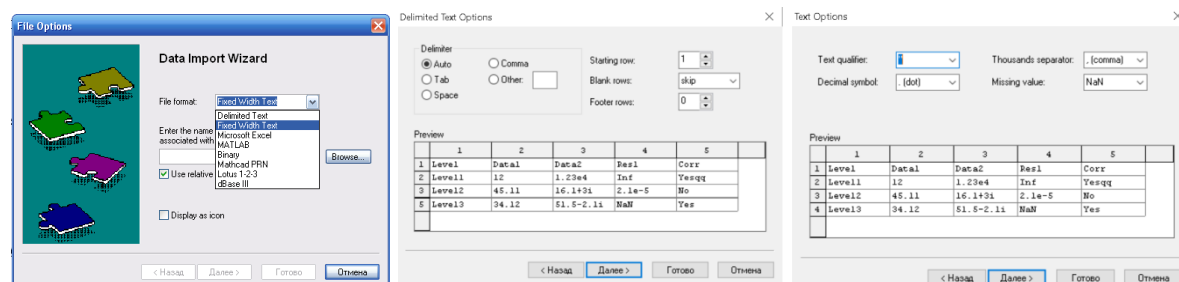 File Options
Data Import Wizard
File format: Fixed Width Text
Delimited Text
Fixed Width Text
Microsoft Excel
MATLAB
Binary
Mathcad PRN
Lotus 1-2-3
dBase III
Enter the name
associated with
Browse...
Use relative
Display as icon
< Назад Далее > Готово Отмена
Delimited Text Options
Delimiter
Auto Comma
Tab Other:
Space
Starting row: 1
Blank rows: skip
Footer rows: 0
Preview
1 2 3 4 5
1 Level Data1 Data2 Res1 Corr
2 Level1 12 1.23e4 Inf Yesqq
3 Level2 45.11 16.1+3i 2.1e-5 No
5 Level3 34.12 51.5-2.1i NaN Yes
< Назад Далее > Готово Отмена
Text Options
Text qualifier: "
Thousands separator: , (comma)
Decimal symbol: . (dot)
Missing value: NaN
Preview
1 2 3 4 5
1 Level Data1 Data2 Res1 Corr
2 Level1 12 1.23e4 Inf Yesqq
3 Level2 45.11 16.1+3i 2.1e-5 No
4 Level3 34.12 51.5-2.1i NaN Yes
< Назад Далее > Готово Отмена